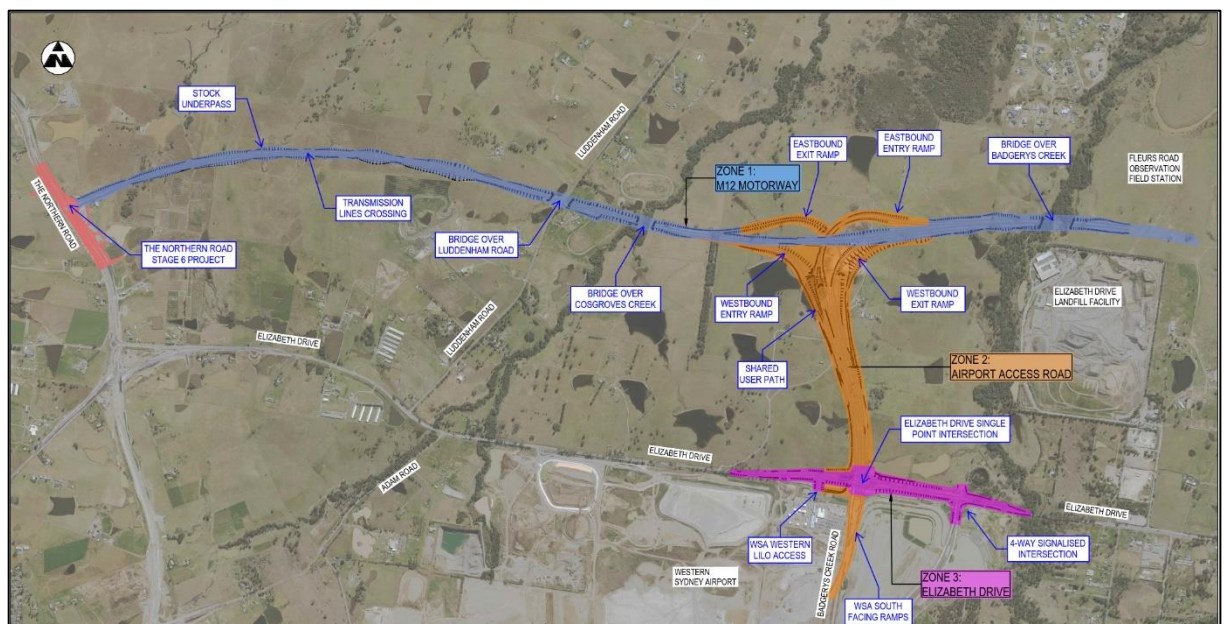 N
STOCK
UNDERPASS
LUDDENHAM ROAD
EASTBOUND
EXIT RAMP
EASTBOUND
ENTRY RAMP
BRIDGE OVER
BADGERYS CREEK
FLEURS ROAD
OBSERVATION
FIELD STATION
ZONE 1:
M12 MOTORWAY
THE NORTHERN ROAD
TRANSMISSION
LINES CROSSING
THE NORTHERN ROAD
STAGE 6 PROJECT
BRIDGE OVER
LUDDENHAM ROAD
BRIDGE OVER
COSGROVES CREEK
WESTBOUND
ENTRY RAMP
WESTBOUND
EXIT RAMP
ELIZABETH DRIVE
LANDFILL FACILITY
ELIZABETH DRIVE
LUDDENHAM ROAD
SHARED
USER PATH
ZONE 2:
AIRPORT ACCESS ROAD
ELIZABETH DRIVE SINGLE
POINT INTERSECTION
ELIZABETH DRIVE
ADAM ROAD
ELIZABETH DRIVE
WSA WESTERN
LILO ACCESS
4-WAY SIGNALISED
INTERSECTION
WESTERN
SYDNEY AIRPORT
BADGERYS CREEK ROAD
ZONE 3:
ELIZABETH DRIVE
WSA SOUTH
FACING RAMPS